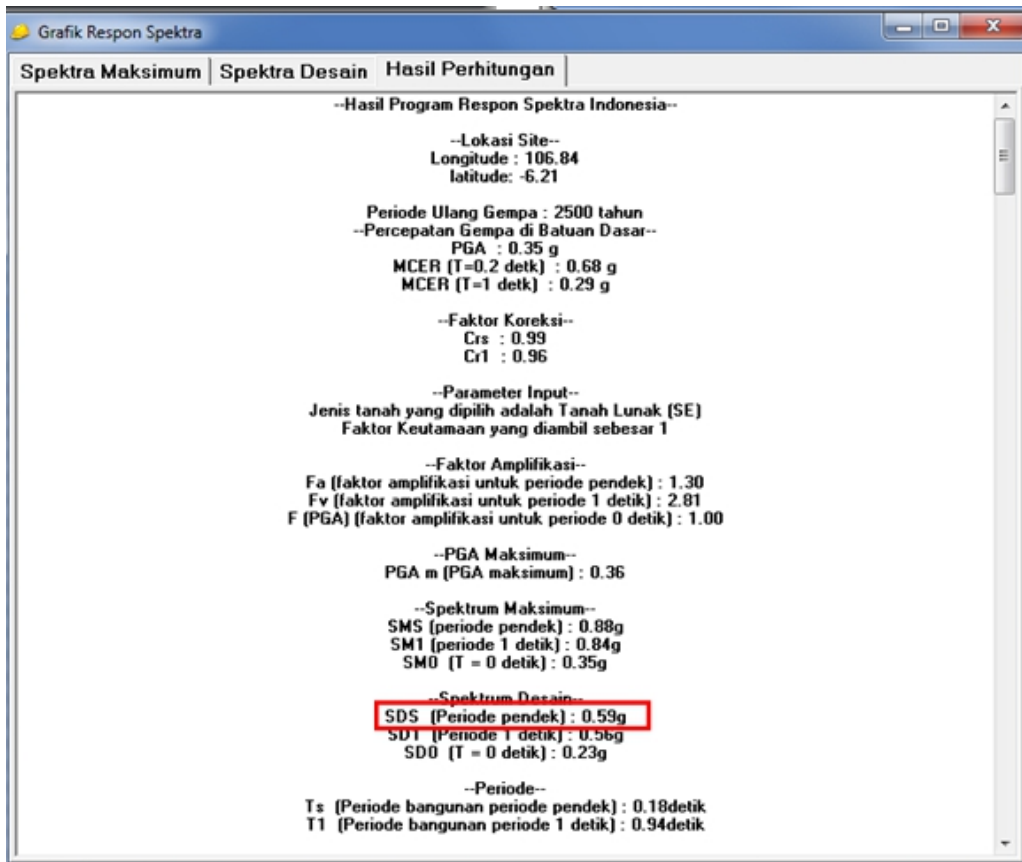 Grafik Respon Spektra
Spektra Maksimum Spektra Desain Hasil Perhitungan
--Hasil Program Respon Spektra Indonesia--
--Lokasi Site--
Longitude : 106.84
latitude: -6.21
Periode Ulang Gempa : 2500 tahun
--Percepatan Gempa di Batuan Dasar--
PGA : 0.35 g
MCER (T=0.2 detk) : 0.68 g
MCER (T=1 detk) : 0.29 g
--Faktor Koreksi--
Crs : 0.99
Cr1 : 0.96
--Parameter Input--
Jenis tanah yang dipilih adalah Tanah Lunak (SE)
Faktor Keutamaan yang diambil sebesar 1
--Faktor Amplifikasi--
Fa (faktor amplifikasi untuk periode pendek) : 1.30
Fv (faktor amplifikasi untuk periode 1 detik) : 2.81
F (PGA) (faktor amplifikasi untuk periode 0 detik) : 1.00
--PGA Maksimum--
PGA m (PGA maksimum) : 0.36
--Spektrum Maksimum--
SMS (periode pendek) : 0.88g
SM1 (periode 1 detik) : 0.84g
SM0 (T = 0 detik) : 0.35g
--Spektrum Desain--
SDS (Periode pendek) : 0.59g
SD1 (Periode 1 detik) : 0.56g
SD0 (T = 0 detik) : 0.23g
--Periode--
Ts (Periode bangunan periode pendek) : 0.18detik
T1 (Periode bangunan periode 1 detik) : 0.94detik